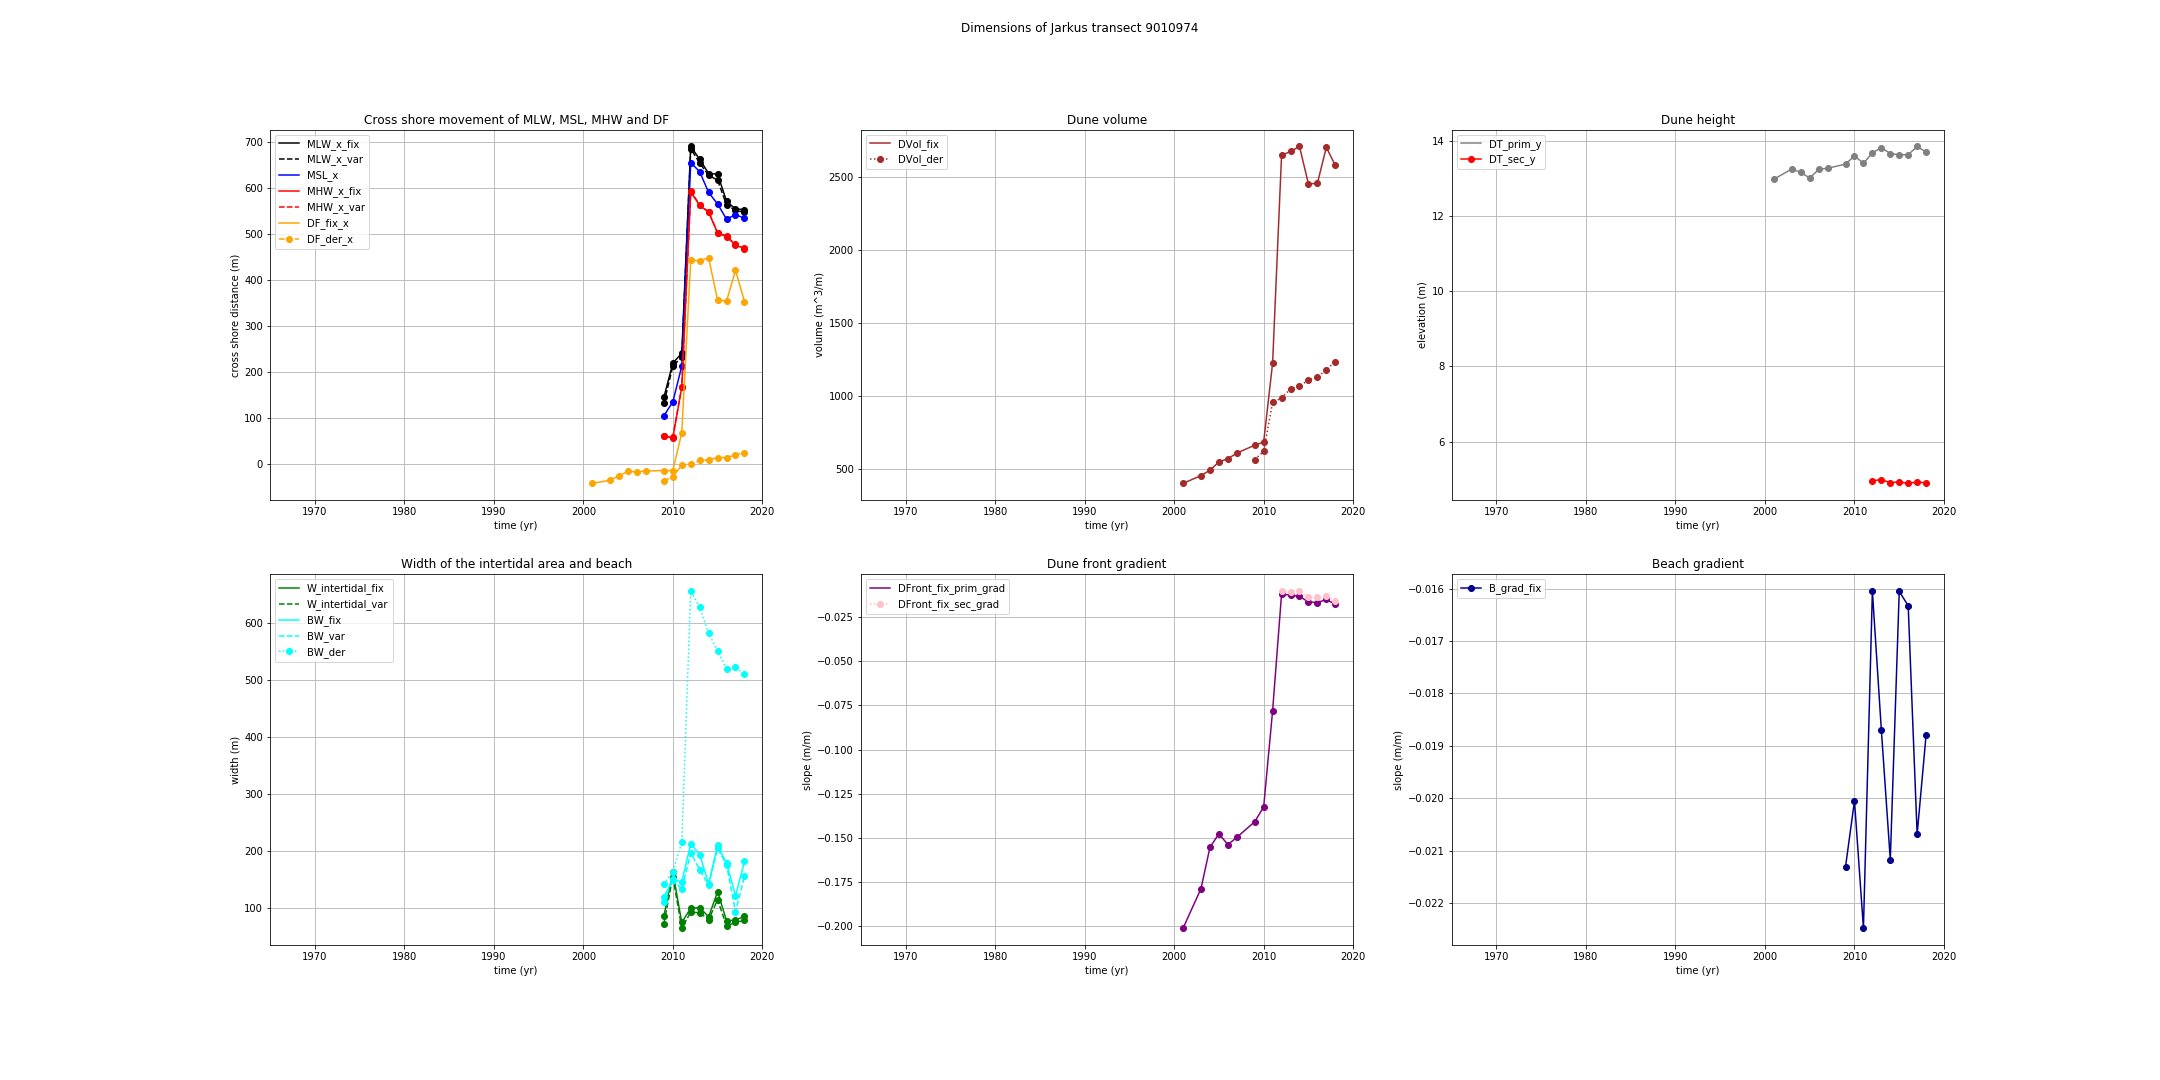 Dimensions of Jarkus transect 9010974
Cross shore movement of MLW, MSL, MHW and DF
700
600
500
400
300
200
100
0
cross shore distance (m)
MLW_x_fix
MLW_x_var
MSL_x
MHW_x_fix
MHW_x_var
DF_fix_x
DF_der_x
1970 1980 1990 2000 2010 2020
time (yr)
Dune volume
2500
2000
1500
1000
500
volume (m^3/m)
DVol_fix
DVol_der
1970 1980 1990 2000 2010 2020
time (yr)
Dune height
14
12
10
8
6
elevation (m)
DT_prim_y
DT_sec_y
1970 1980 1990 2000 2010 2020
time (yr)
Width of the intertidal area and beach
600
500
400
300
200
100
width (m)
W_intertidal_fix
W_intertidal_var
BW_fix
BW_var
BW_der
1970 1980 1990 2000 2010 2020
time (yr)
Dune front gradient
−0.025
−0.050
−0.075
−0.100
−0.125
−0.150
−0.175
−0.200
slope (m/m)
DFront_fix_prim_grad
DFront_fix_sec_grad
1970 1980 1990 2000 2010 2020
time (yr)
Beach gradient
−0.016
−0.017
−0.018
−0.019
−0.020
−0.021
−0.022
slope (m/m)
B_grad_fix
1970 1980 1990 2000 2010 2020
time (yr)